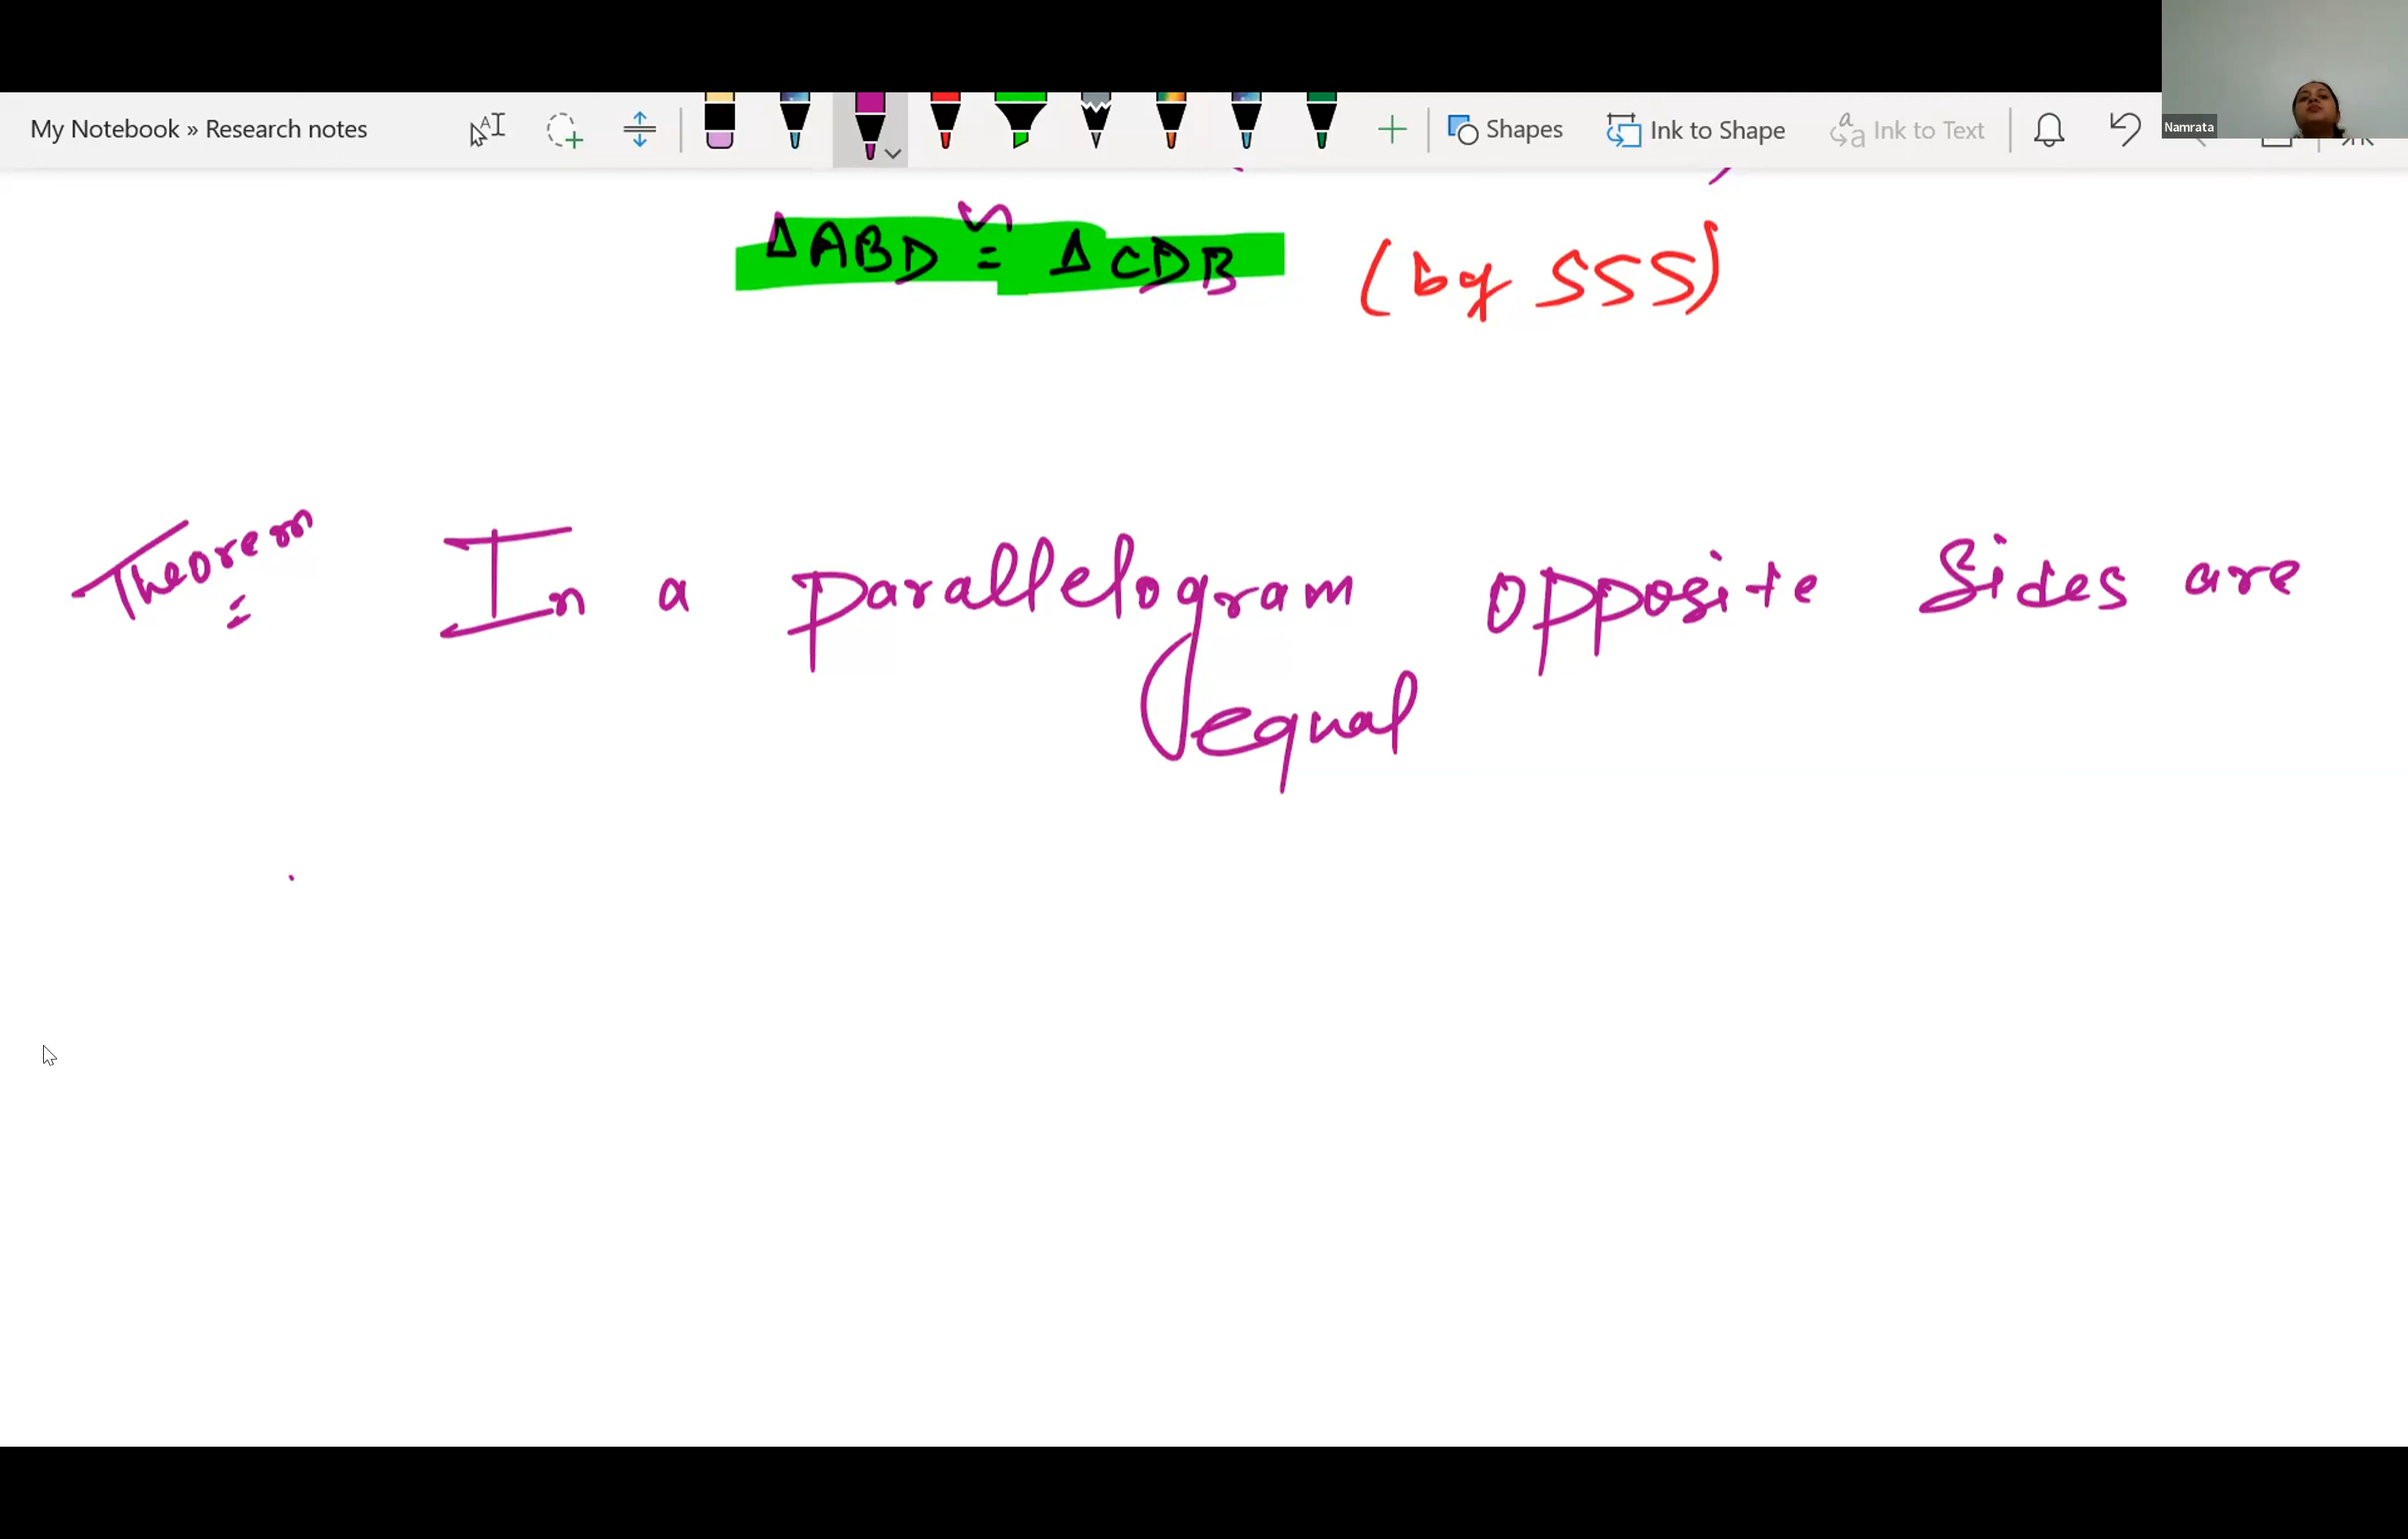 Namrata
My Notebook » Research notes
Shapes
Ink to Shape
Ink to Text
ΔABD ≅ ΔCDB (by SSS)
Theorem In a parallelogram opposite sides are
equal